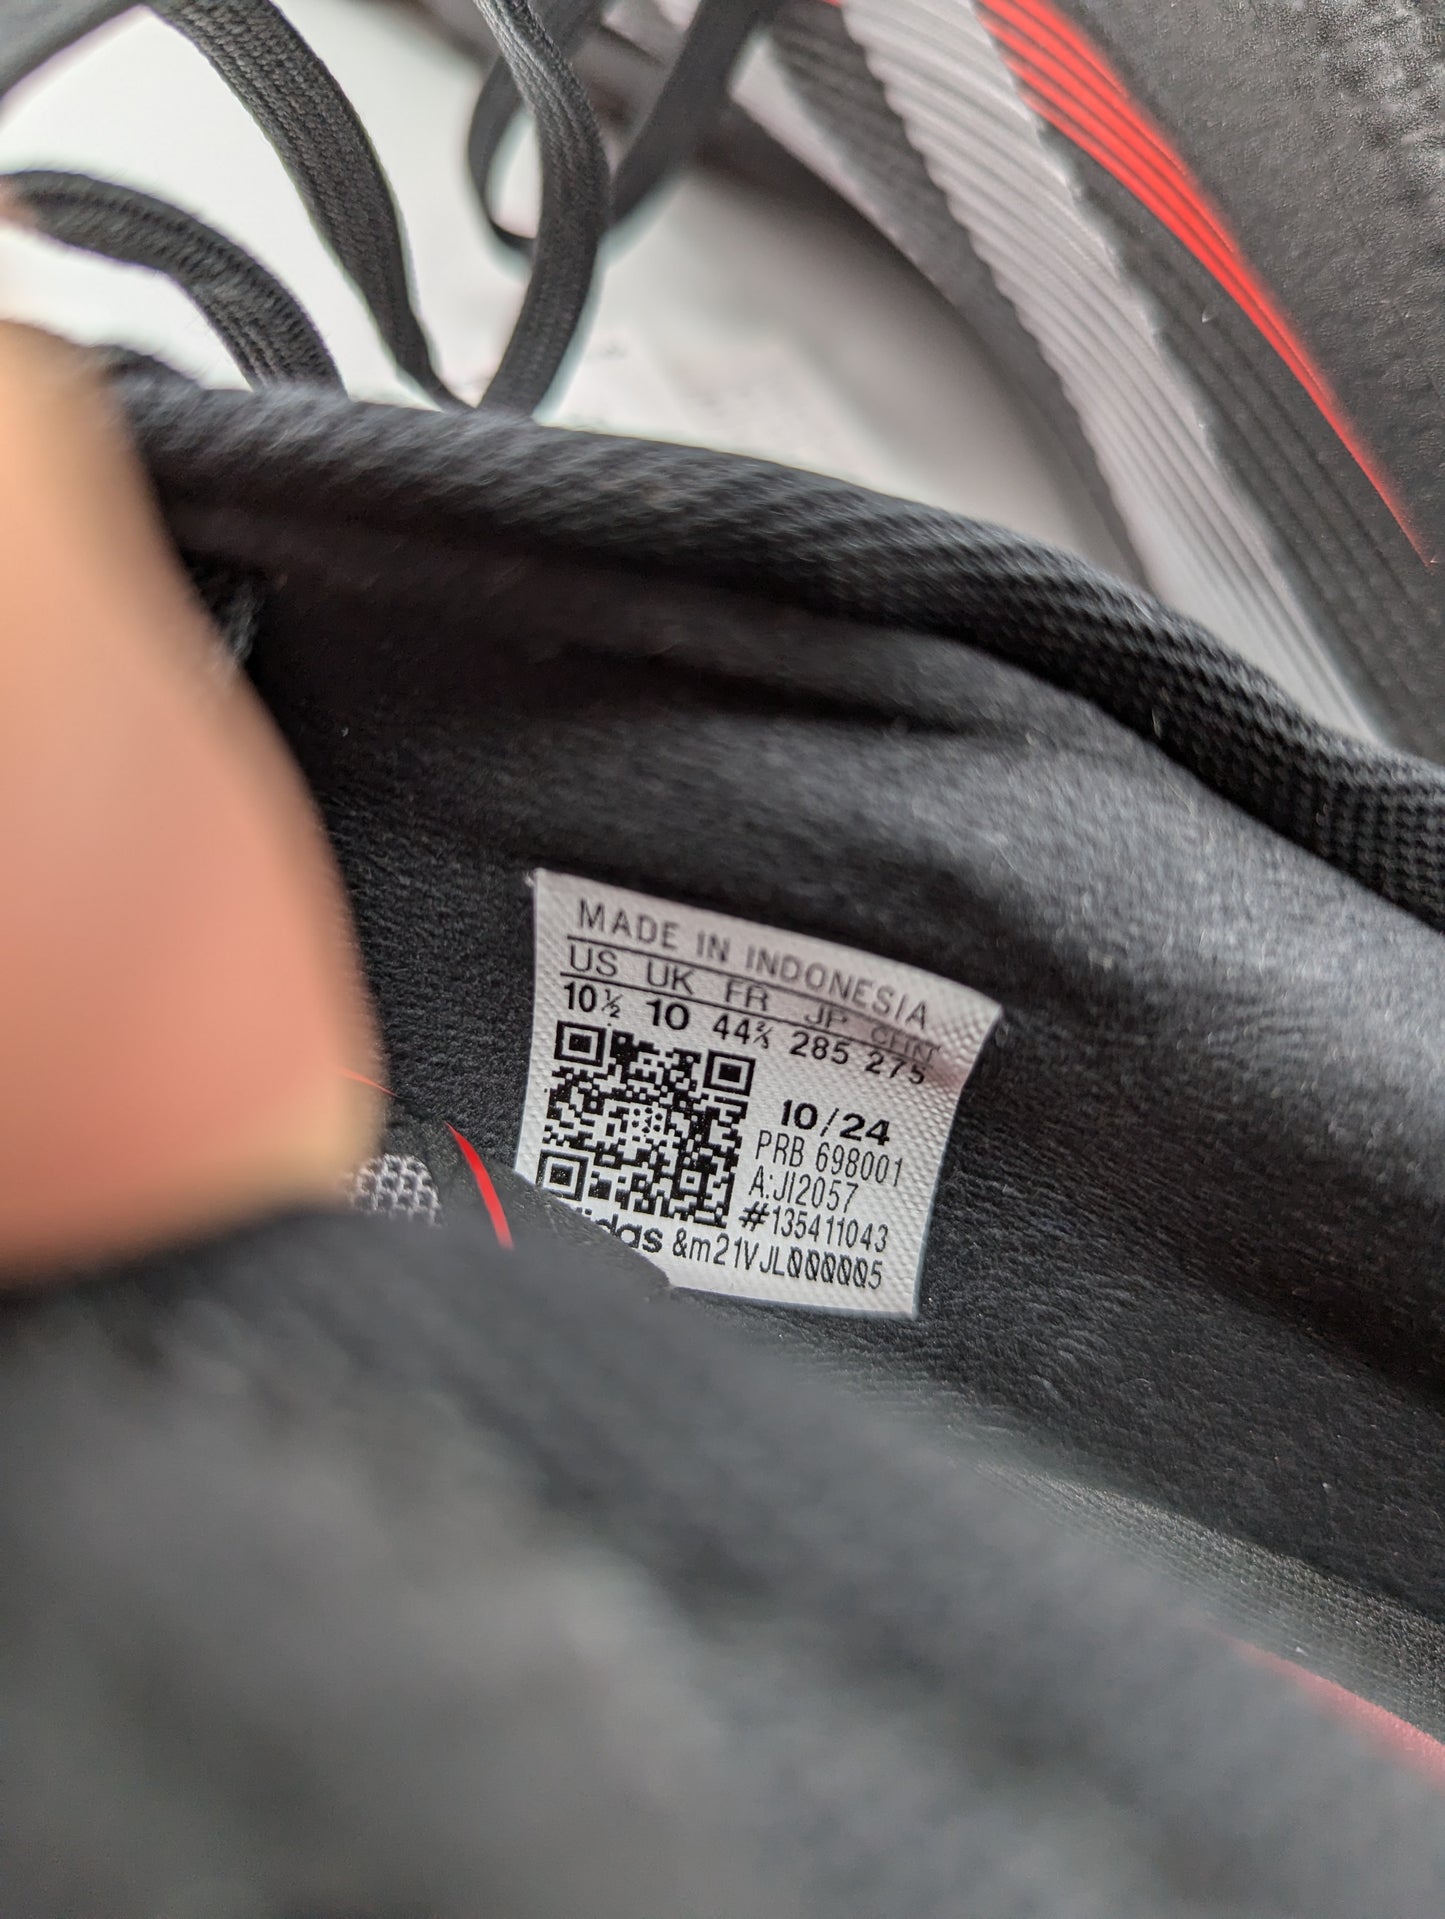 MADE IN INDONESIA
US UK FR JP CHN
10½ 10 44⅔ 285 275
10/24
PRB 698001
A:JI2057
#135411043
&m21VJL000005